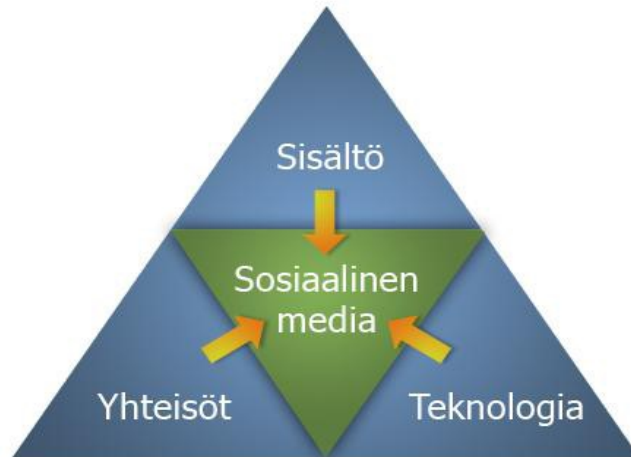 Sisältö
Sosiaalinen
media
Yhteisöt
Teknologia